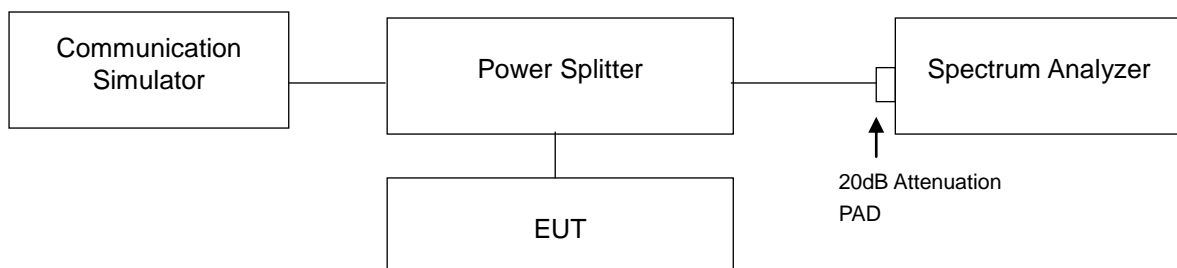 Communication
Simulator
Power Splitter
Spectrum Analyzer
20dB Attenuation
PAD
EUT